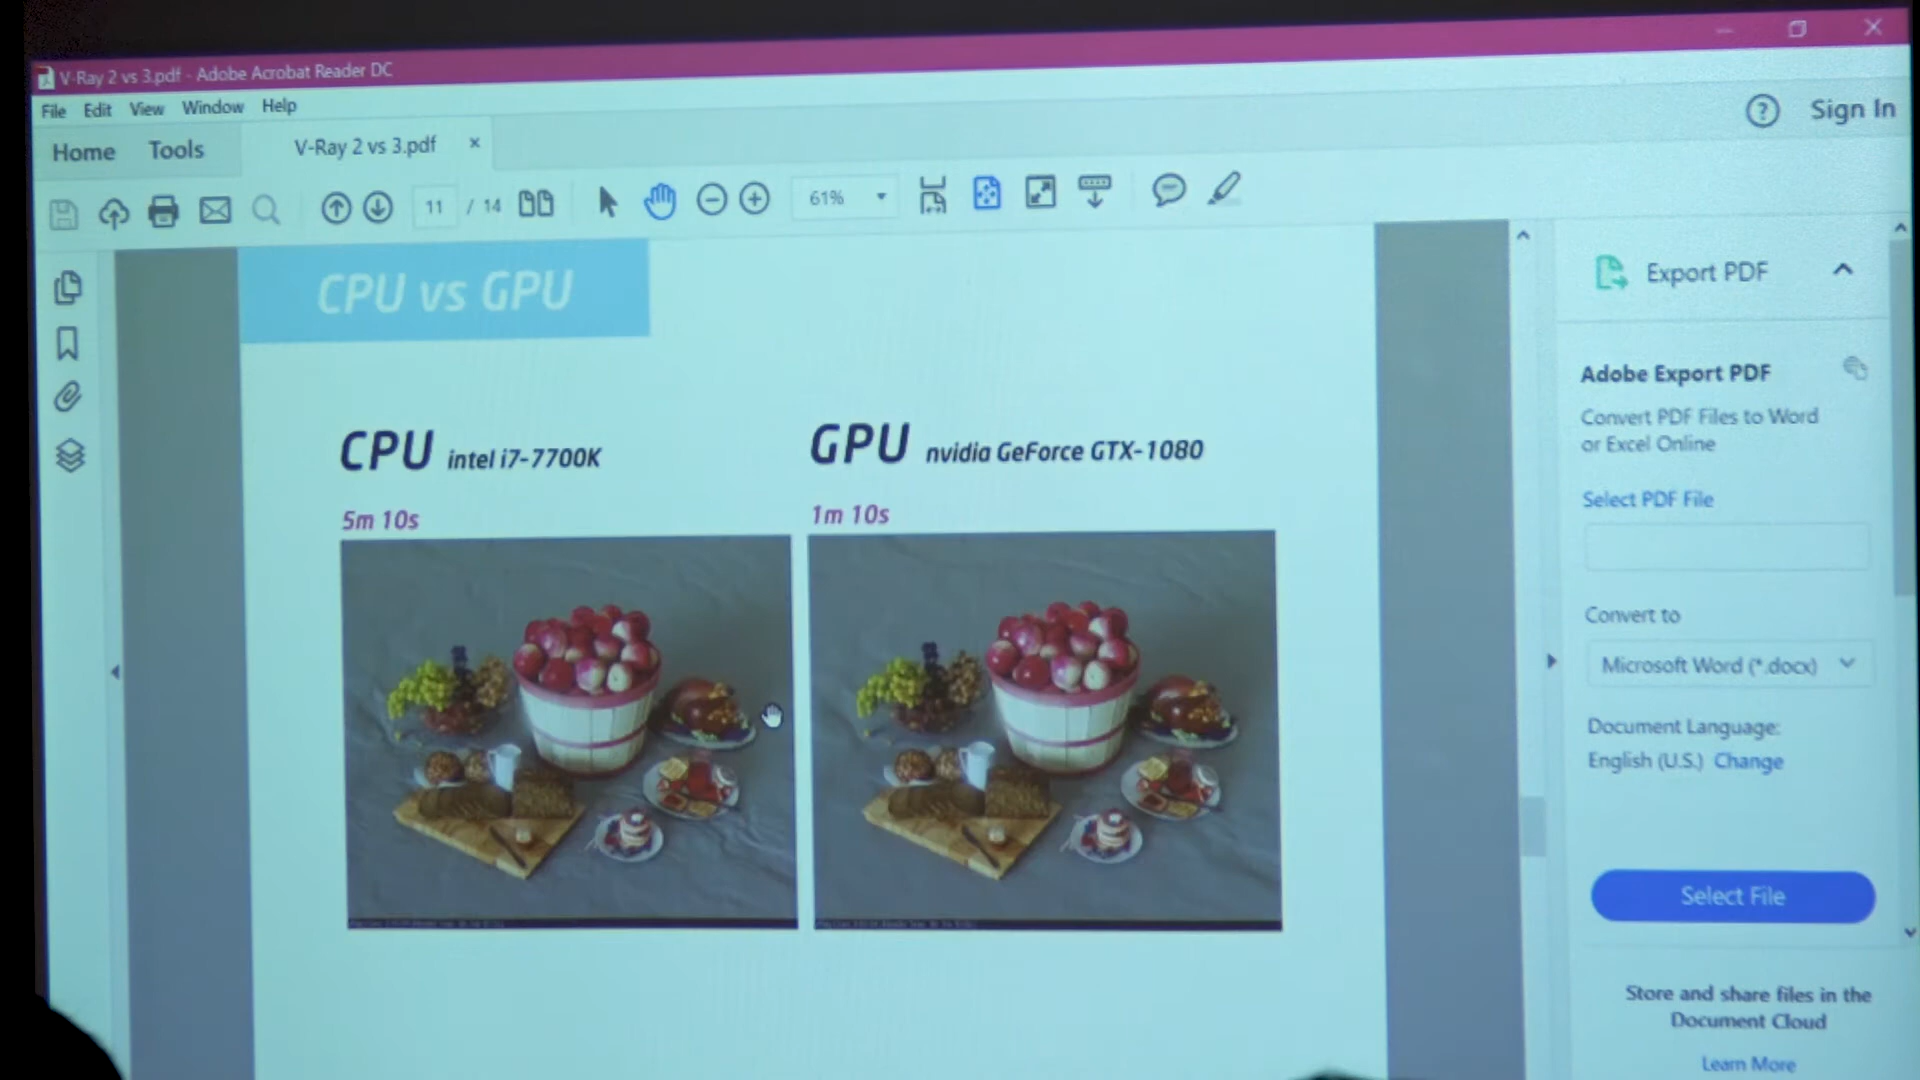 V-Ray 2 vs 3.pdf - Adobe Acrobat Reader DC
File Edit View Window Help
Home Tools V-Ray 2 vs 3.pdf × ? Sign In
11 / 14 61%
CPU vs GPU
CPU intel i7-7700K
5m 10s
GPU nvidia GeForce GTX-1080
1m 10s
Export PDF
Adobe Export PDF
Convert PDF Files to Word
or Excel Online
Select PDF File
Convert to
Microsoft Word (*.docx)
Document Language:
English (U.S.) Change
Select File
Store and share files in the
Document Cloud
Learn More